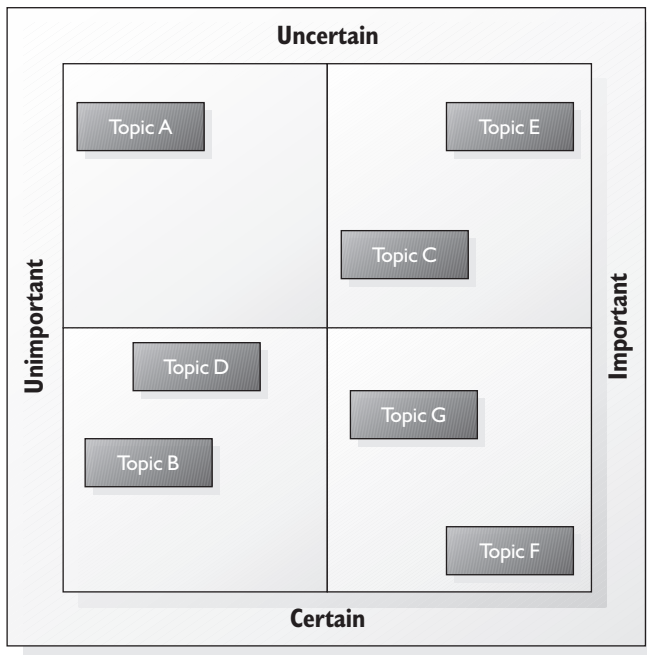 Uncertain
Topic A
Topic E
Topic C
Unimportant
Important
Topic D
Topic G
Topic B
Topic F
Certain